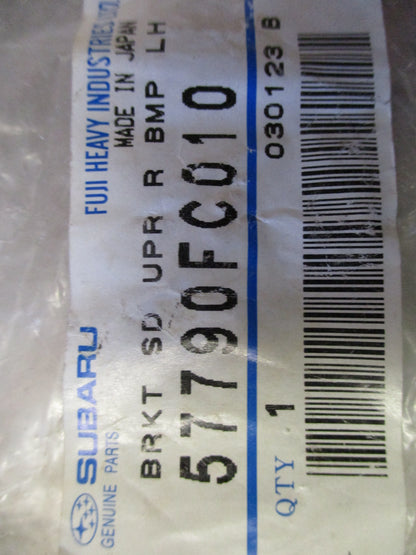 SUBARU
GENUINE PARTS
FUJI HEAVY INDUSTRIES LTD.
MADE IN JAPAN
BRKT SD UPR R BMP LH
57790FC010
QTY 1
030123 B